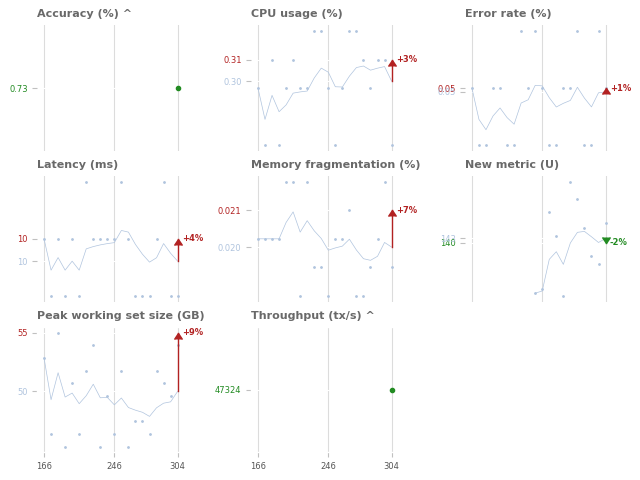 Accuracy (%) ^
0.73
CPU usage (%)
0.31
0.30
+3%
Error rate (%)
0.05
+1%
Latency (ms)
10
10
+4%
Memory fragmentation (%)
0.021
0.020
+7%
New metric (U)
143
140
-2%
Peak working set size (GB)
55
50
+9%
166 246 304
Throughput (tx/s) ^
47324
166 246 304
166 246 304